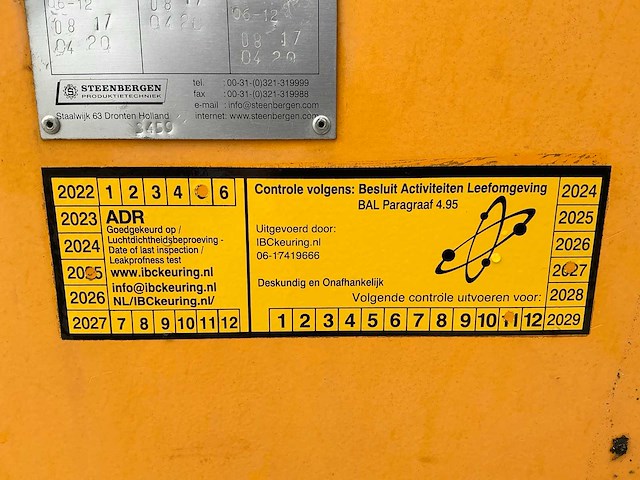 06-12
08 17
04 20
08 17
04 20
06-12
08 17
04 20
S STEENBERGEN
PRODUKTIETECHNIEK
tel : 00-31-(0)321-319999
fax : 00-31-(0)321-319988
e-mail : info@steenbergen.com
Staalwijk 63 Dronten Holland
internet: www.steenbergen.com
2022 1 2 3 4 6
2023
2024
2026
2027 7 8 9 10 11 12
ADR
Goedgekeurd op /
Luchtdichtheidsbeproeving -
Date of last inspection /
Leakprofness test
www.ibckeuring.nl
info@ibckeuring.nl
NL/IBCkeuring.nl/
Controle volgens: Besluit Activiteiten Leefomgeving
BAL Paragraaf 4.95
Uitgevoerd door:
IBCkeuring.nl
06-17419666
Deskundig en Onafhankelijk
Volgende controle uitvoeren voor:
1 2 3 4 5 6 7 8 9 10 11 12
2024
2025
2026
2027
2028
2029